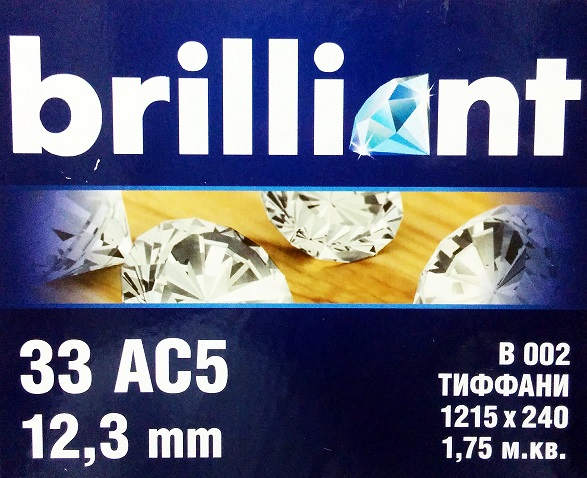 brilliant
33 AC5
12,3 mm
В 002
ТИФФАНИ
1215 x 240
1,75 м.кв.